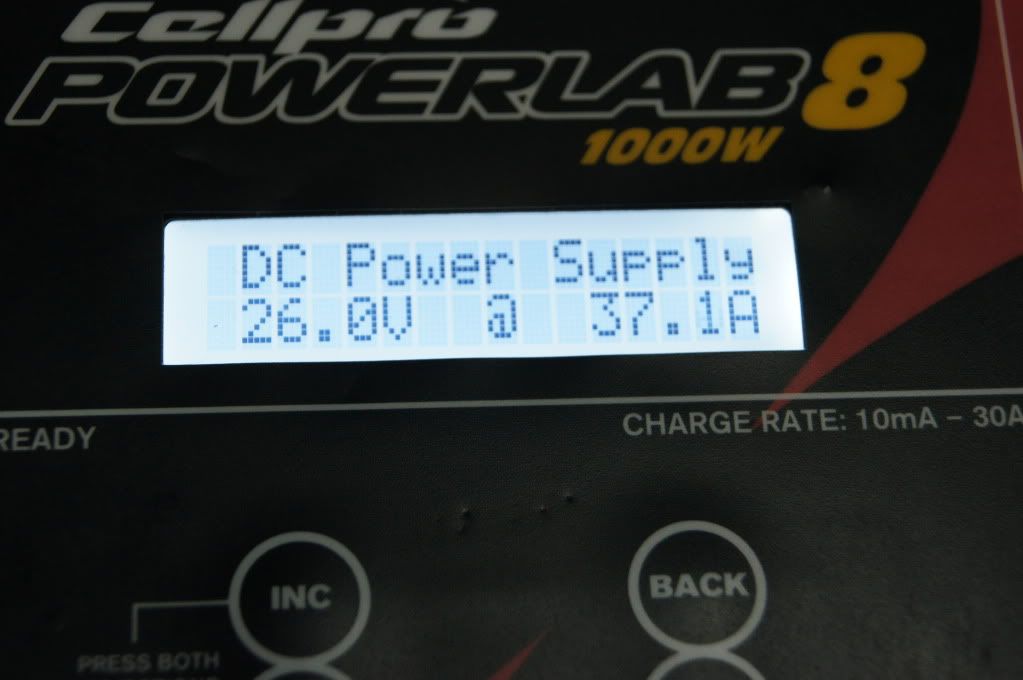 Cellpro
POWERLAB 8
1000W
DC Power Supply
26.0V @ 37.1A
READY
CHARGE RATE: 10mA – 30A
INC
BACK
PRESS BOTH